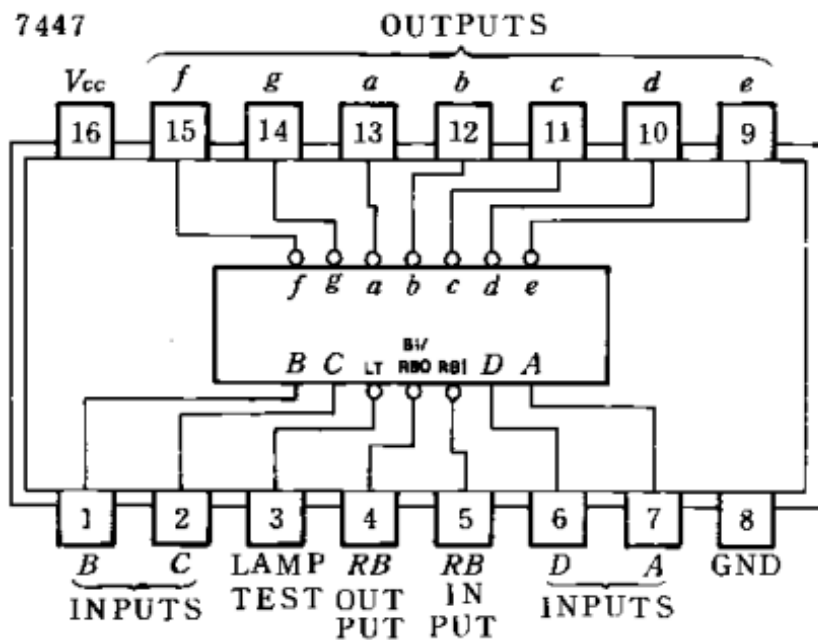 7447
OUTPUTS
Vcc f g a b c d e
16 15 14 13 12 11 10 9
f g a b c d e
BI/
B C LT RBO RBI D A
1 2 3 4 5 6 7 8
B C LAMP RB RB D A GND
INPUTS TEST OUT IN INPUTS
PUT PUT